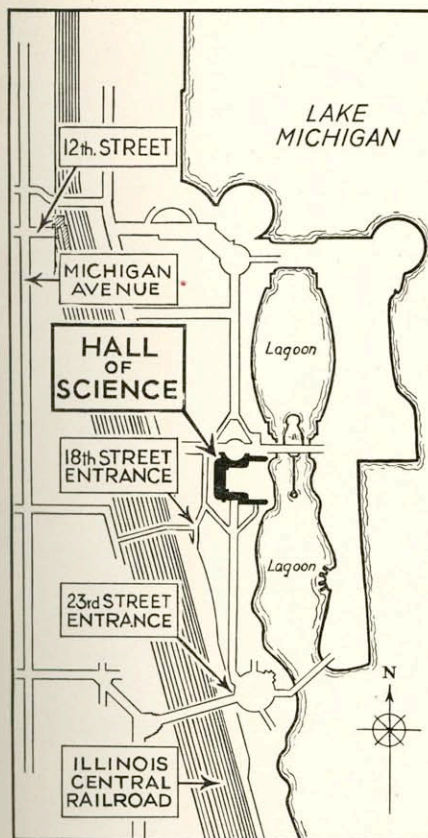 LAKE
MICHIGAN
12th. STREET
MICHIGAN
AVENUE
HALL
OF
SCIENCE
Lagoon
18th STREET
ENTRANCE
Lagoon
23rd STREET
ENTRANCE
N
ILLINOIS
CENTRAL
RAILROAD